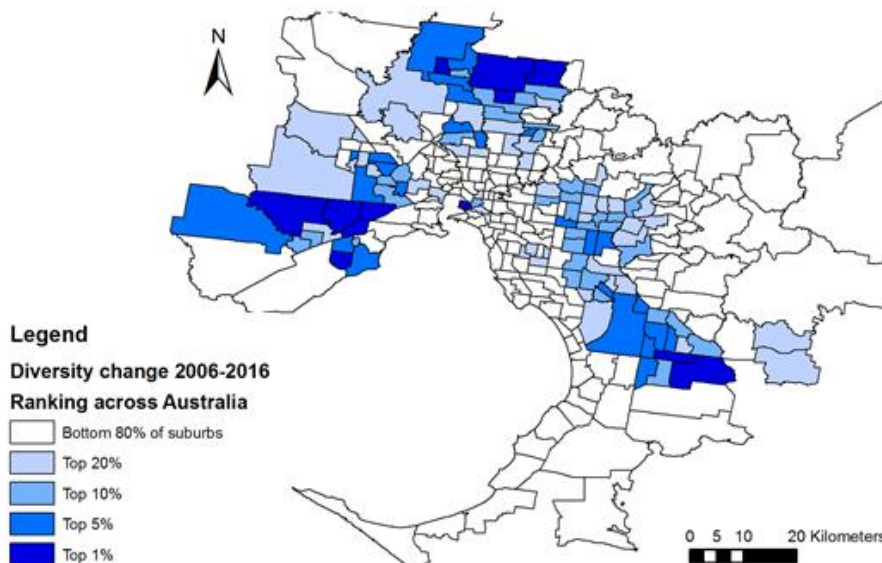 N
Legend
Diversity change 2006-2016
Ranking across Australia
Bottom 80% of suburbs
Top 20%
Top 10%
Top 5%
Top 1%
0 5 10 20 Kilometers